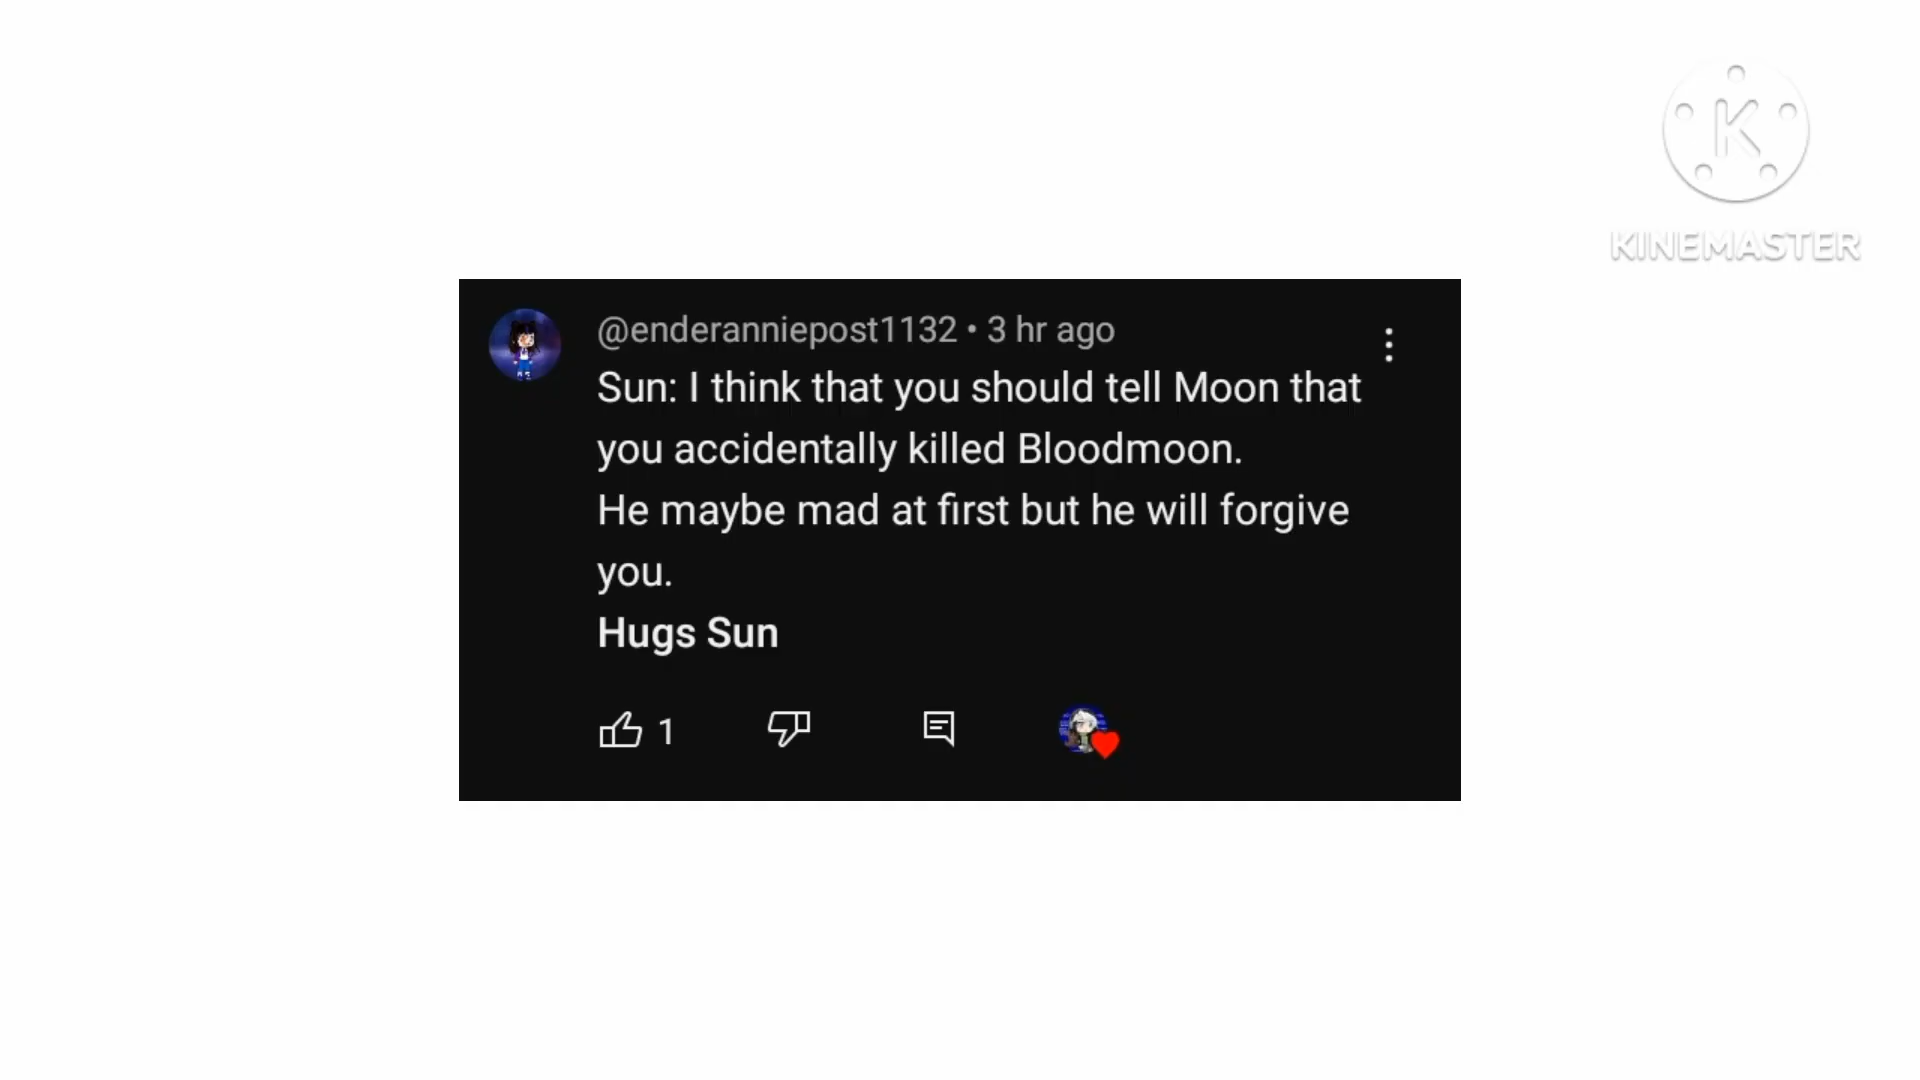 K
KINEMASTER
@enderanniepost1132 • 3 hr ago
Sun: I think that you should tell Moon that
you accidentally killed Bloodmoon.
He maybe mad at first but he will forgive
you.
Hugs Sun
1